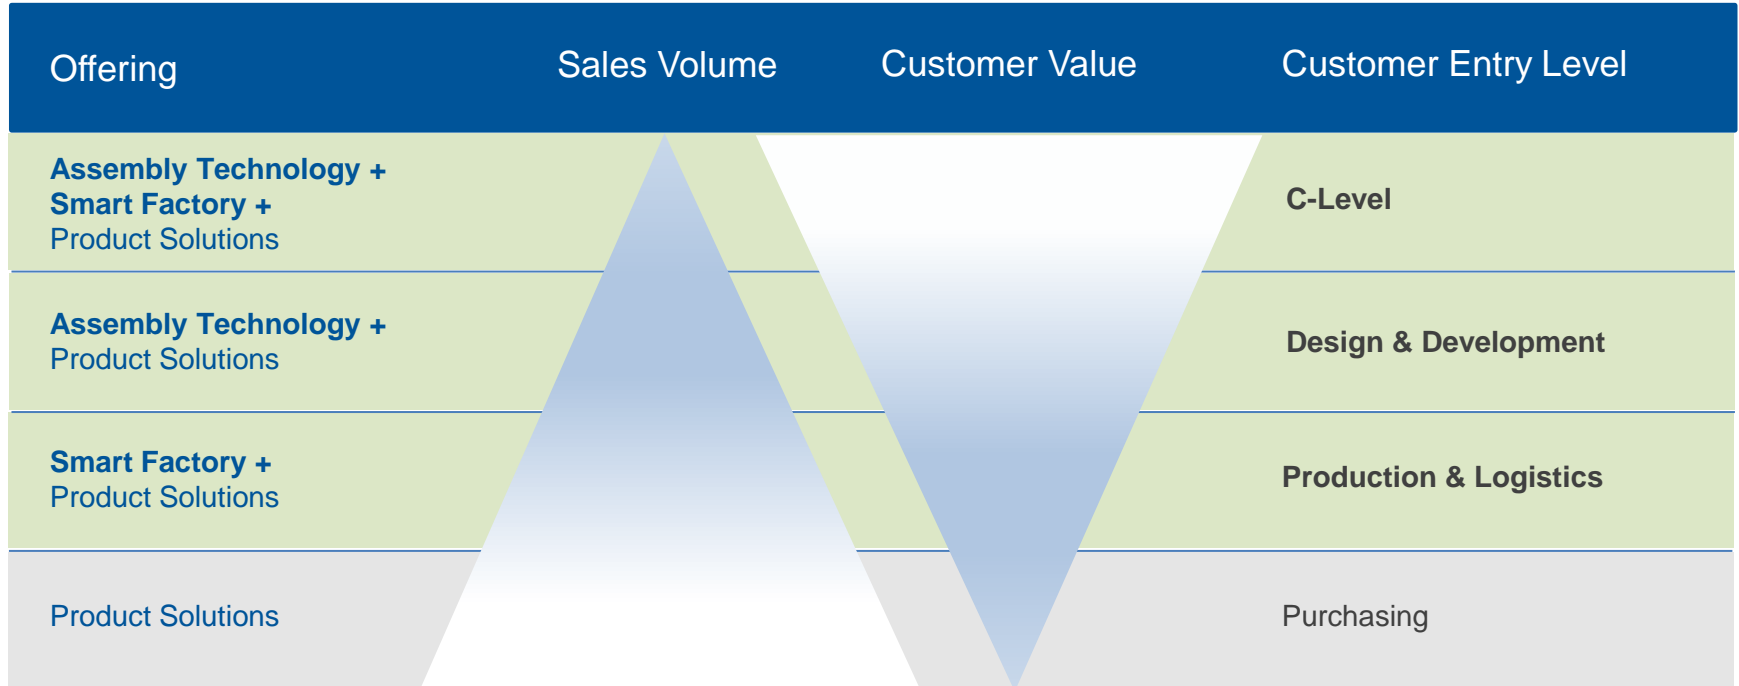 Offering
Sales Volume
Customer Value
Customer Entry Level
Assembly Technology +
Smart Factory +
Product Solutions
C-Level
Assembly Technology +
Product Solutions
Design & Development
Smart Factory +
Product Solutions
Production & Logistics
Product Solutions
Purchasing